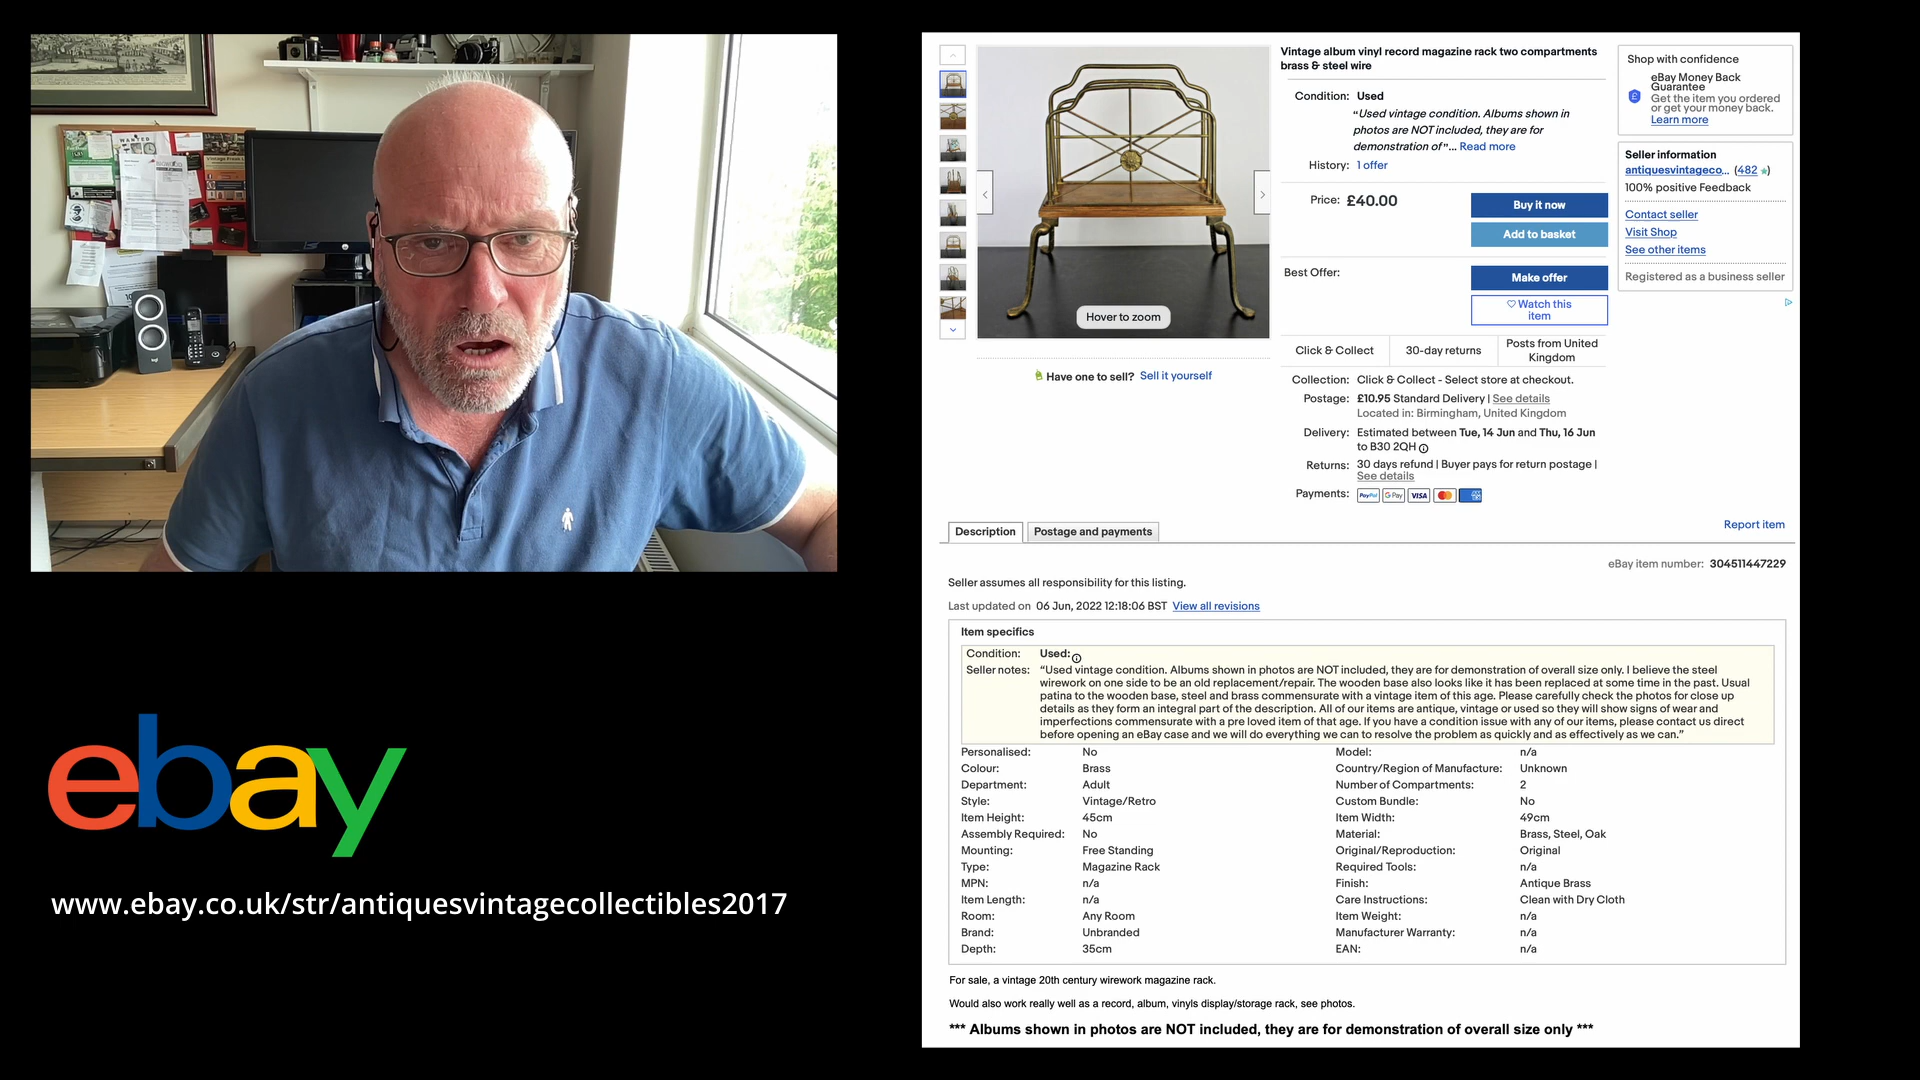 ebay
www.ebay.co.uk/str/antiquesvintagecollectibles2017
WANTED
Hover to zoom
Have one to sell? Sell it yourself
Vintage album vinyl record magazine rack two compartments
brass & steel wire
Condition: Used
“Used vintage condition. Albums shown in
photos are NOT included, they are for
demonstration of”... Read more
History: 1 offer
Price: £40.00
Buy it now
Add to basket
Best Offer:
Make offer
Watch this
item
Click & Collect
30-day returns
Posts from United
Kingdom
Collection: Click & Collect - Select store at checkout.
Postage: £10.95 Standard Delivery | See details
Located in: Birmingham, United Kingdom
Delivery: Estimated between Tue, 14 Jun and Thu, 16 Jun
to B30 2QH
Returns: 30 days refund | Buyer pays for return postage |
See details
Payments: PayPal G Pay VISA
Shop with confidence
eBay Money Back
Guarantee
Get the item you ordered
or get your money back.
Learn more
Seller information
antiquesvintageco... (482)
100% positive Feedback
Contact seller
Visit Shop
See other items
Registered as a business seller
Description
Postage and payments
Report item
eBay item number: 304511447229
Seller assumes all responsibility for this listing.
Last updated on 06 Jun, 2022 12:18:06 BST View all revisions
Item specifics
Condition: Used:
Seller notes: “Used vintage condition. Albums shown in photos are NOT included, they are for demonstration of overall size only. I believe the steel
wirework on one side to be an old replacement/repair. The wooden base also looks like it has been replaced at some time in the past. Usual
patina to the wooden base, steel and brass commensurate with a vintage item of this age. Please carefully check the photos for close up
details as they form an integral part of the description. All of our items are antique, vintage or used so they will show signs of wear and
imperfections commensurate with a pre loved item of that age. If you have a condition issue with any of our items, please contact us direct
before opening an eBay case and we will do everything we can to resolve the problem as quickly and as effectively as we can.”
Personalised: No Model: n/a
Colour: Brass Country/Region of Manufacture: Unknown
Department: Adult Number of Compartments: 2
Style: Vintage/Retro Custom Bundle: No
Item Height: 45cm Item Width: 49cm
Assembly Required: No Material: Brass, Steel, Oak
Mounting: Free Standing Original/Reproduction: Original
Type: Magazine Rack Required Tools: n/a
MPN: n/a Finish: Antique Brass
Item Length: n/a Care Instructions: Clean with Dry Cloth
Room: Any Room Item Weight: n/a
Brand: Unbranded Manufacturer Warranty: n/a
Depth: 35cm EAN: n/a
For sale, a vintage 20th century wirework magazine rack.
Would also work really well as a record, album, vinyls display/storage rack, see photos.
*** Albums shown in photos are NOT included, they are for demonstration of overall size only ***